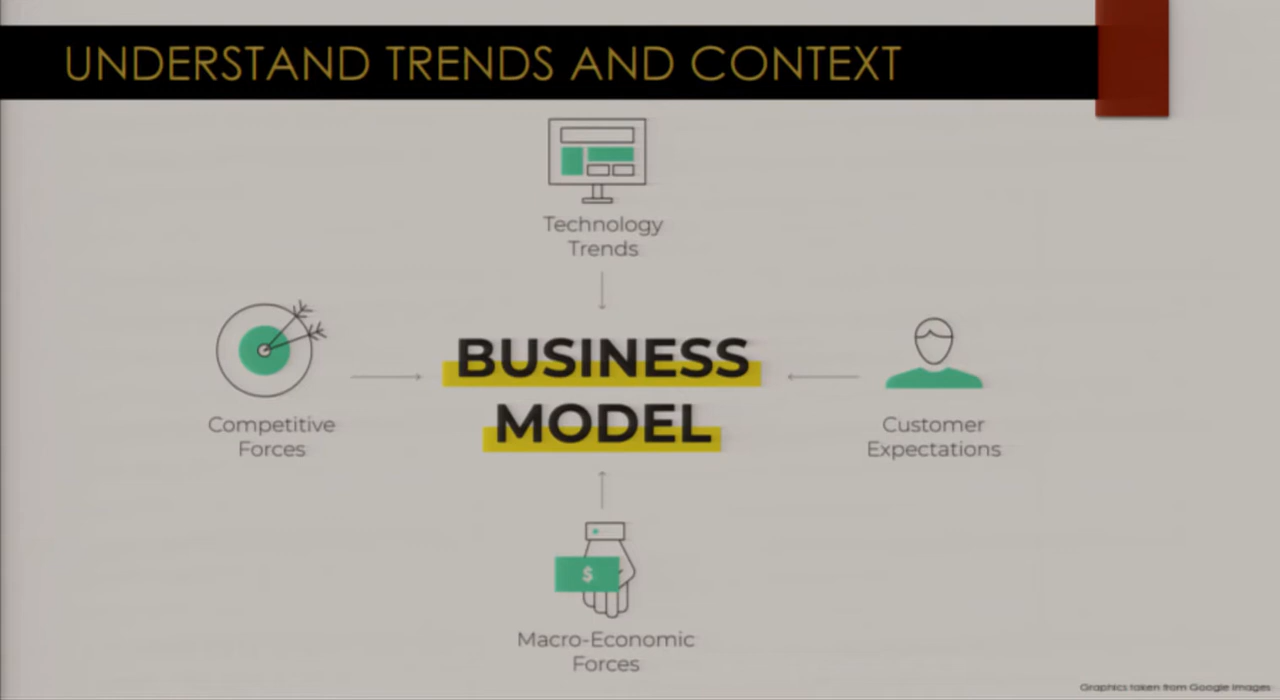 UNDERSTAND TRENDS AND CONTEXT
Technology
Trends
BUSINESS
MODEL
Competitive
Forces
Customer
Expectations
$
Macro-Economic
Forces
Graphics taken from Google Images